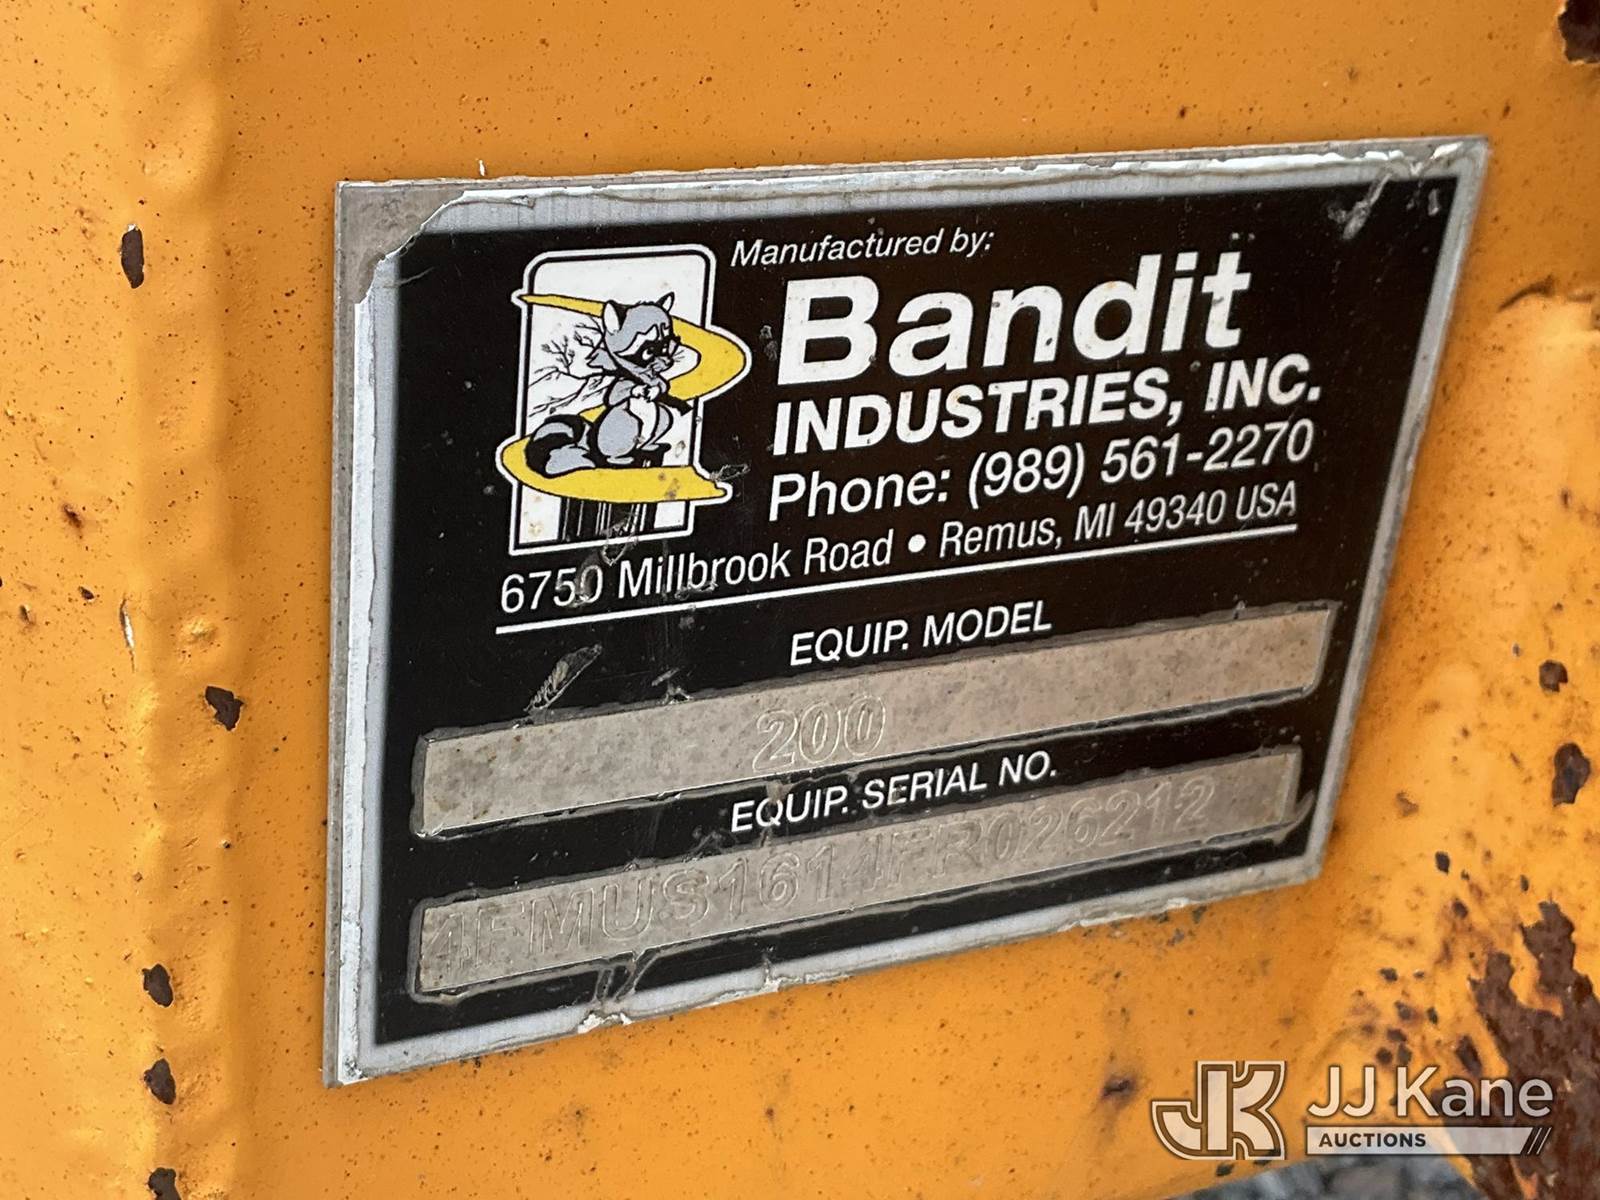 Manufactured by:
Bandit
INDUSTRIES, INC.
Phone: (989) 561-2270
6750 Millbrook Road • Remus, MI 49340 USA
EQUIP. MODEL
200
EQUIP. SERIAL NO.
4FMUS1614FR026212
JK JJ Kane
AUCTIONS